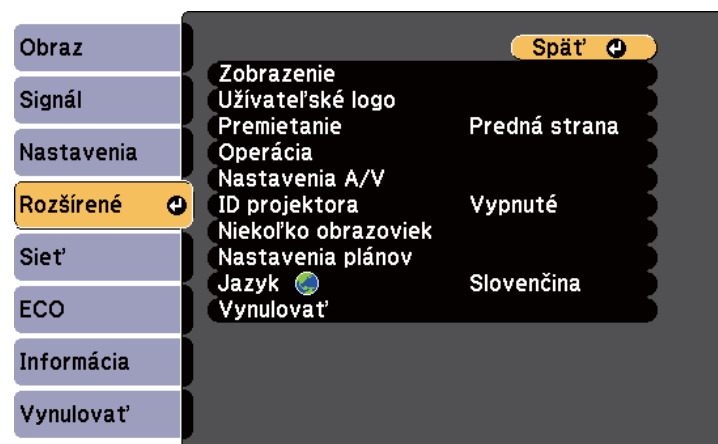 Obraz
Signál
Nastavenia
Rozšírené
Sieť
ECO
Informácia
Vynulovať
Späť
Zobrazenie
Užívateľské logo
Premietanie Predná strana
Operácia
Nastavenia A/V
ID projektora Vypnuté
Niekoľko obrazoviek
Nastavenia plánov
Jazyk Slovenčina
Vynulovať